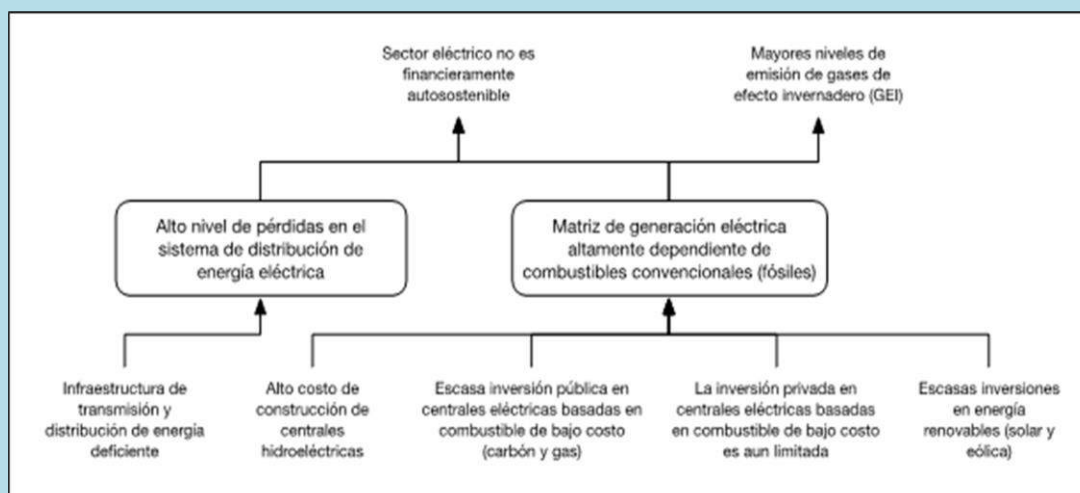 Sector eléctrico no es
financieramente
autosostenible
Mayores niveles de
emisión de gases de
efecto invernadero (GEI)
Alto nivel de pérdidas en el
sistema de distribución de
energía eléctrica
Matriz de generación eléctrica
altamente dependiente de
combustibles convencionales (fósiles)
Infraestructura de
transmisión y
distribución de energía
deficiente
Alto costo de
construcción de
centrales
hidroeléctricas
Escasa inversión pública en
centrales eléctricas basadas en
combustible de bajo costo
(carbón y gas)
La inversión privada en
centrales eléctricas basadas
en combustible de bajo costo
es aun limitada
Escasas inversiones
en energía
renovables (solar y
eólica)